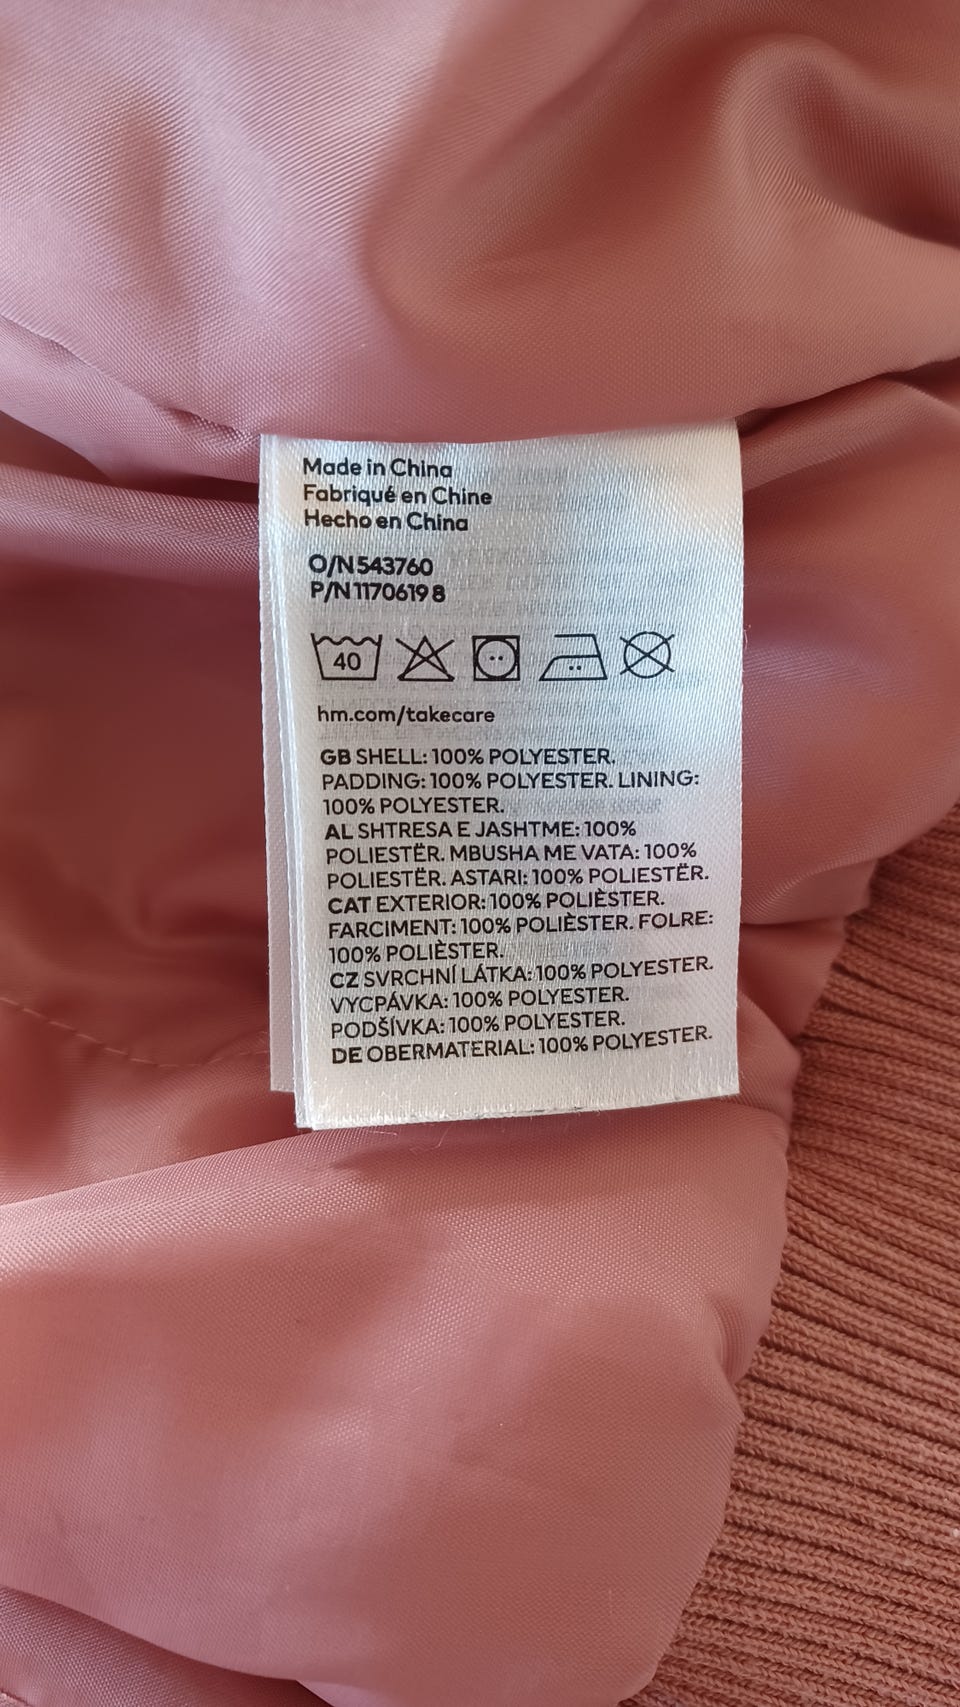 Made in China
Fabriqué en Chine
Hecho en China
O/N 543760
P/N 1170619 8
40
hm.com/takecare
GB SHELL: 100% POLYESTER.
PADDING: 100% POLYESTER. LINING:
100% POLYESTER.
AL SHTRESA E JASHTME: 100%
POLIESTËR. MBUSHA ME VATA: 100%
POLIESTËR. ASTARI: 100% POLIESTËR.
CAT EXTERIOR: 100% POLIÈSTER.
FARCIMENT: 100% POLIÈSTER. FOLRE:
100% POLIÈSTER.
CZ SVRCHNÍ LÁTKA: 100% POLYESTER.
VYCPÁVKA: 100% POLYESTER.
PODŠÍVKA: 100% POLYESTER.
DE OBERMATERIAL: 100% POLYESTER.